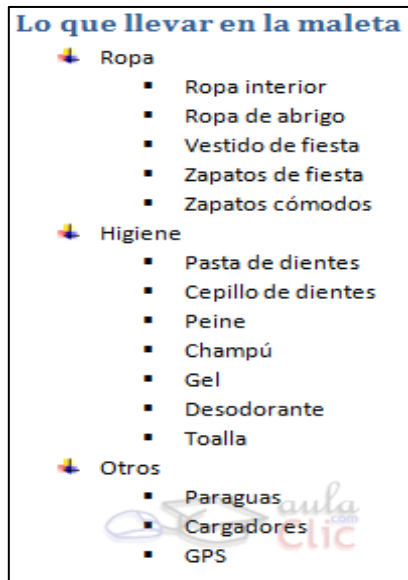 Lo que llevar en la maleta
Ropa
Ropa interior
Ropa de abrigo
Vestido de fiesta
Zapatos de fiesta
Zapatos cómodos
Higiene
Pasta de dientes
Cepillo de dientes
Peine
Champú
Gel
Desodorante
Toalla
Otros
Paraguas
Cargadores
GPS
aula
.com
Clic